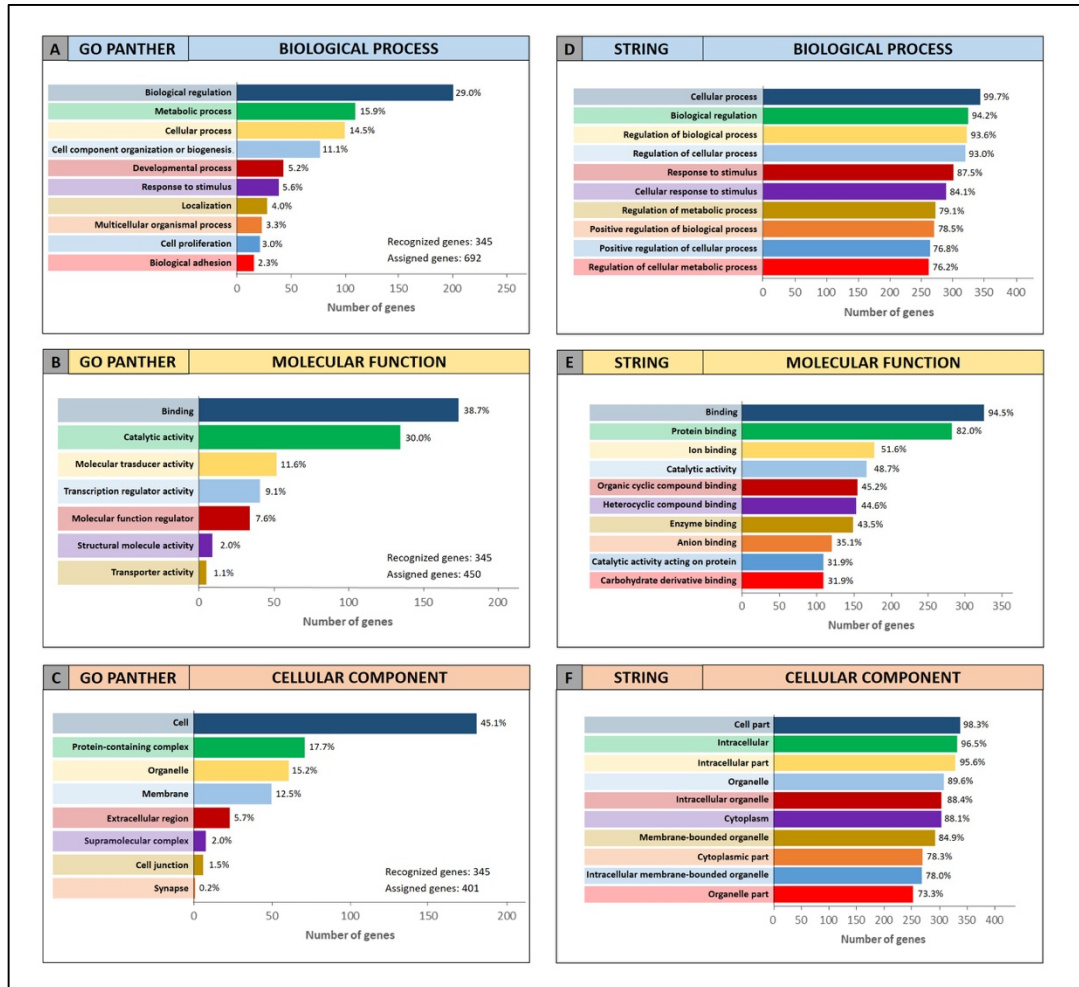 A GO PANTHER BIOLOGICAL PROCESS
Biological regulation 29.0%
Metabolic process 15.9%
Cellular process 14.5%
Cell component organization or biogenesis. 11.1%
Developmental process 5.2%
Response to stimulus 5.6%
Localization 4.0%
Multicellular organismal process 3.3%
Cell proliferation 3.0%
Biological adhesion 2.3%
Recognized genes: 345
Assigned genes: 692
0 50 100 150 200 250
Number of genes
B GO PANTHER MOLECULAR FUNCTION
Binding 38.7%
Catalytic activity 30.0%
Molecular trasducer activity 11.6%
Transcription regulator activity 9.1%
Molecular function regulator 7.6%
Structural molecule activity 2.0%
Transporter activity 1.1%
Recognized genes: 345
Assigned genes: 450
0 50 100 150 200
Number of genes
C GO PANTHER CELLULAR COMPONENT
Cell 45.1%
Protein-containing complex 17.7%
Organelle 15.2%
Membrane 12.5%
Extracellular region 5.7%
Supramolecular complex 2.0%
Cell junction 1.5%
Synapse 0.2%
Recognized genes: 345
Assigned genes: 401
0 50 100 150 200
Number of genes
D STRING BIOLOGICAL PROCESS
Cellular process 99.7%
Biological regulation 94.2%
Regulation of biological process 93.6%
Regulation of cellular process 93.0%
Response to stimulus 87.5%
Cellular response to stimulus 84.1%
Regulation of metabolic process 79.1%
Positive regulation of biological process 78.5%
Positive regulation of cellular process 76.8%
Regulation of cellular metabolic process 76.2%
0 50 100 150 200 250 300 350 400
Number of genes
E STRING MOLECULAR FUNCTION
Binding 94.5%
Protein binding 82.0%
Ion binding 51.6%
Catalytic activity 48.7%
Organic cyclic compound binding 45.2%
Heterocyclic compound binding 44.6%
Enzyme binding 43.5%
Anion binding 35.1%
Catalytic activity acting on protein 31.9%
Carbohydrate derivative binding 31.9%
0 50 100 150 200 250 300 350
Number of genes
F STRING CELLULAR COMPONENT
Cell part 98.3%
Intracellular 96.5%
Intracellular part 95.6%
Organelle 89.6%
Intracellular organelle 88.4%
Cytoplasm 88.1%
Membrane-bounded organelle 84.9%
Cytoplasmic part 78.3%
Intracellular membrane-bounded organelle 78.0%
Organelle part 73.3%
0 50 100 150 200 250 300 350 400
Number of genes